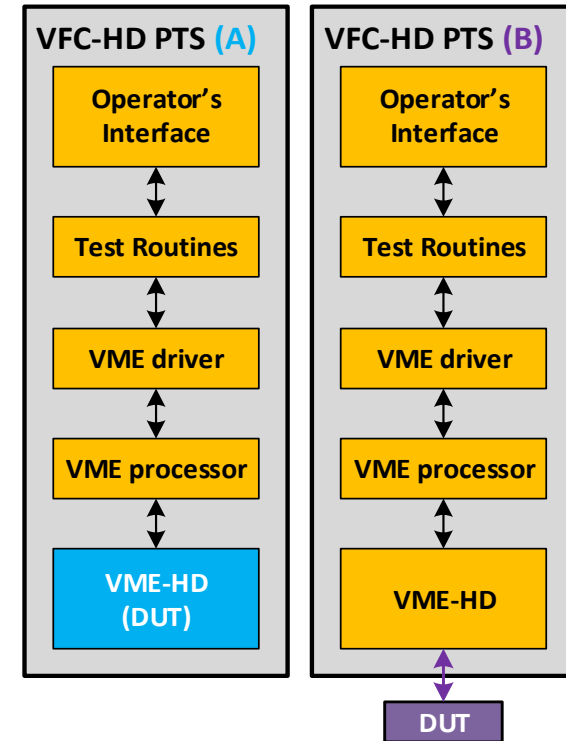 VFC-HD PTS (A)
Operator's
Interface
Test Routines
VME driver
VME processor
VME-HD
(DUT)
VFC-HD PTS (B)
Operator's
Interface
Test Routines
VME driver
VME processor
VME-HD
DUT